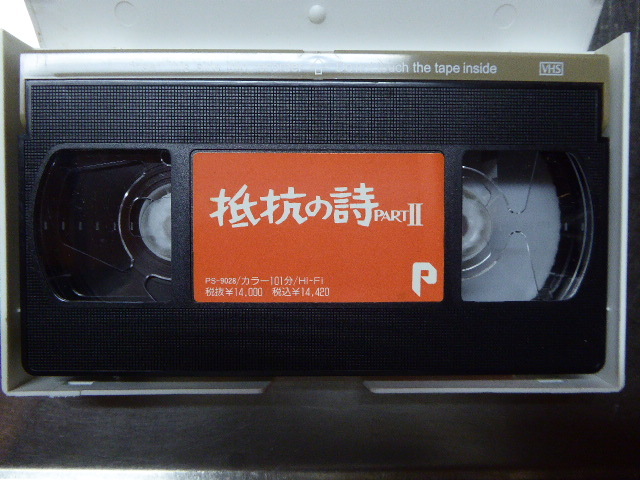 ch the tape inside
VHS
抵抗の詩PARTII
PS-9028/カラー101分/HI-FI
税抜¥14,000 税込¥14,420
P